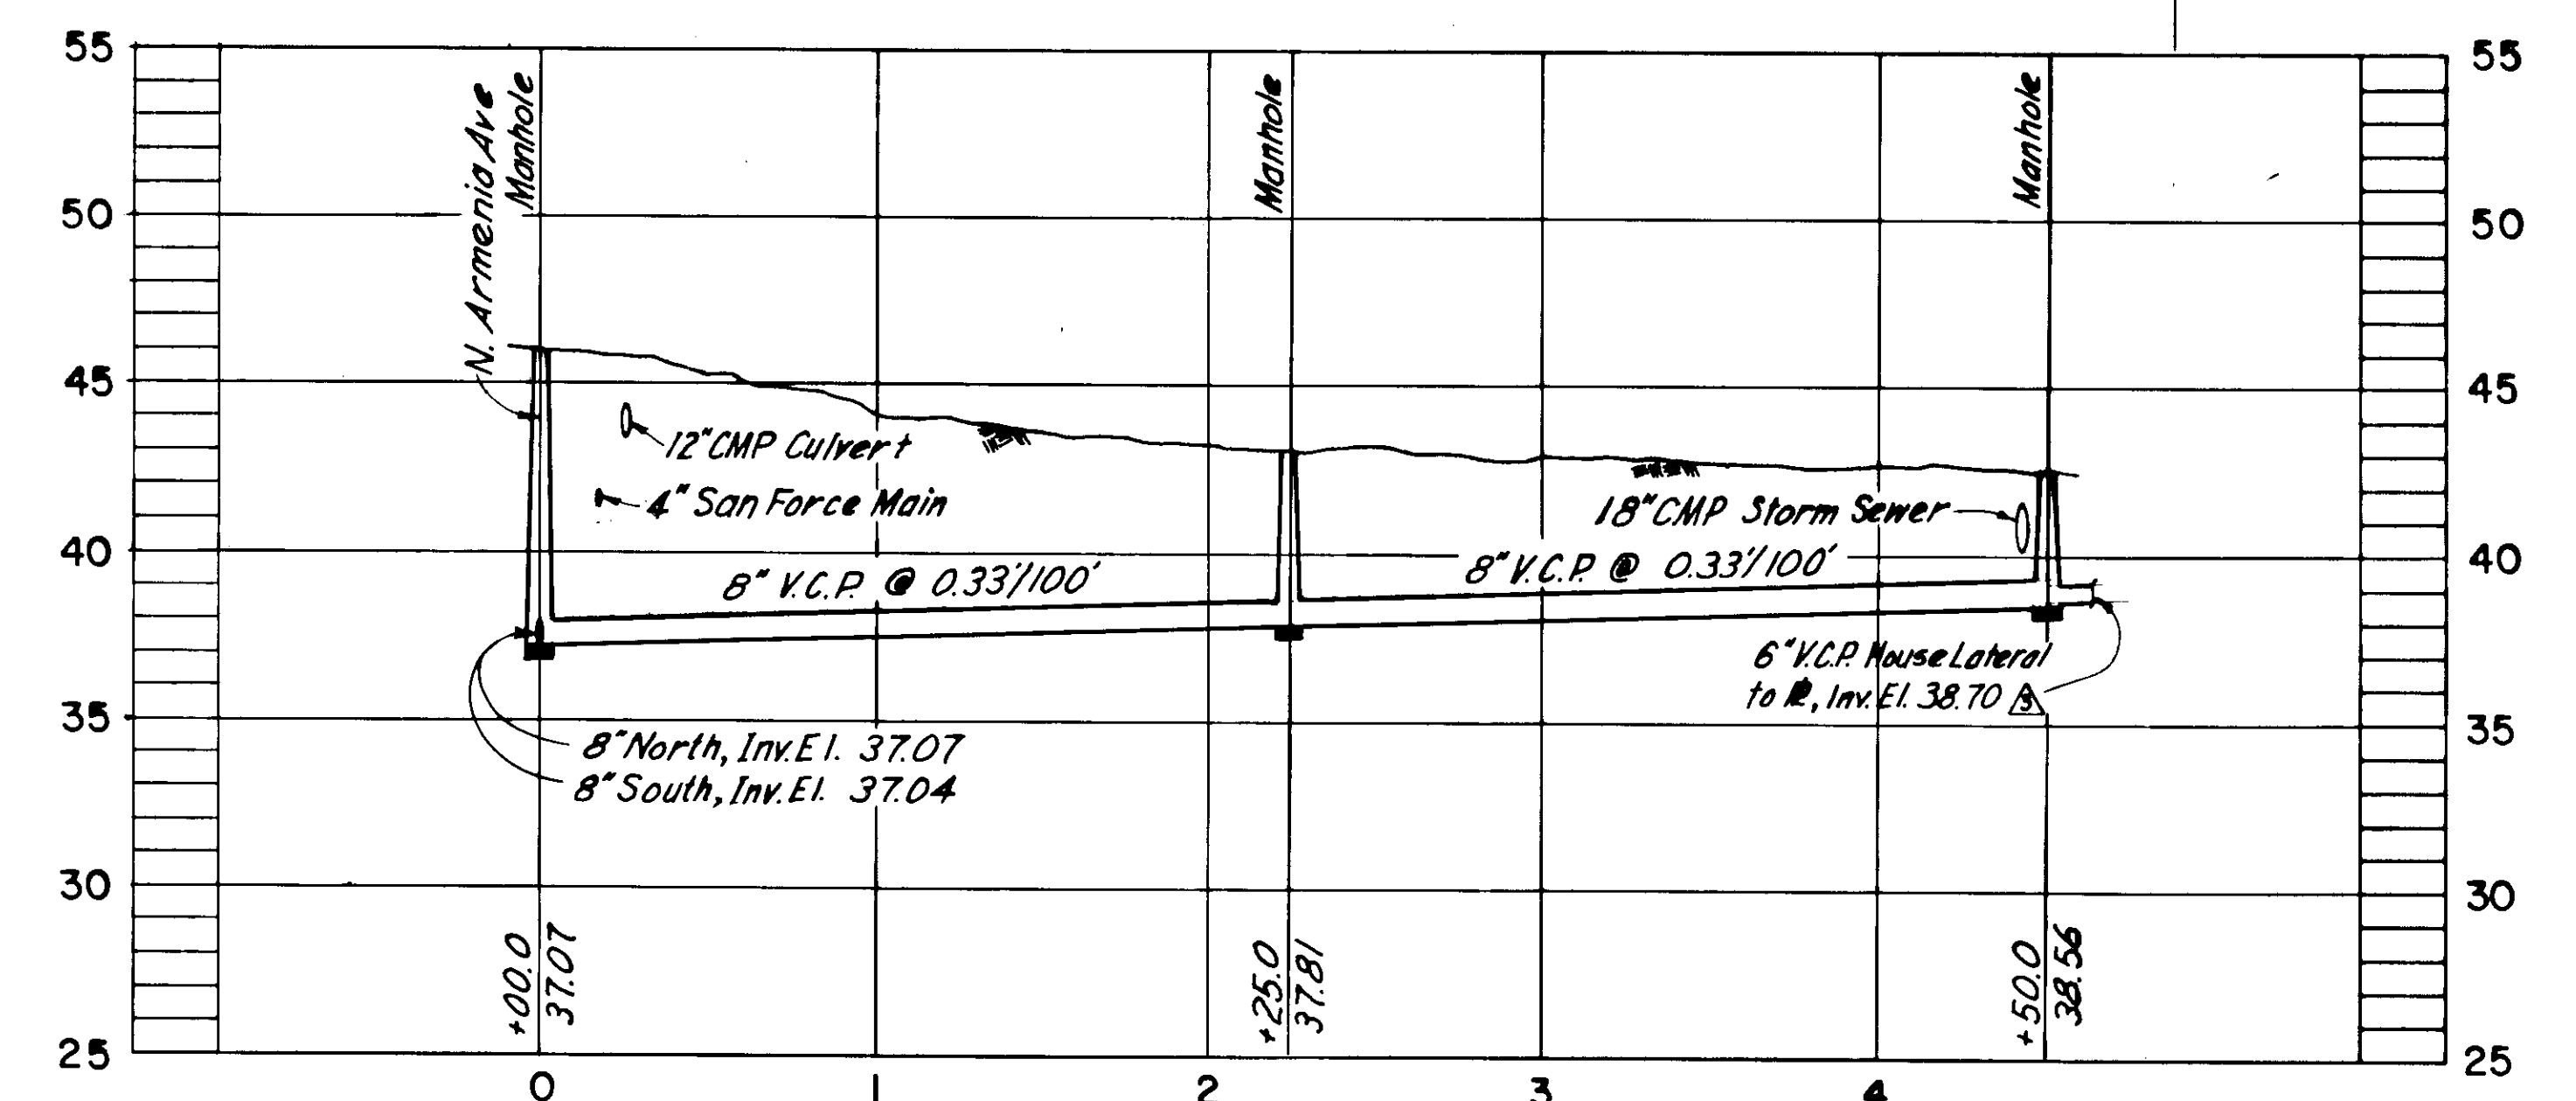 55
55
N. Armenia Ave
Manhole
Manhole
Manhole
50
50
45
45
12" CMP Culvert
4" San Force Main
18" CMP Storm Sewer
40
40
8" V.C.P. @ 0.33'/100'
8" V.C.P. @ 0.33'/100'
6" V.C.P. House Lateral
to , Inv. El. 38.70 3
35
35
8" North, Inv. El. 37.07
8" South, Inv. El. 37.04
30
30
+00.0
37.07
+25.0
37.81
+50.0
38.56
25
25
0
1
2
3
4